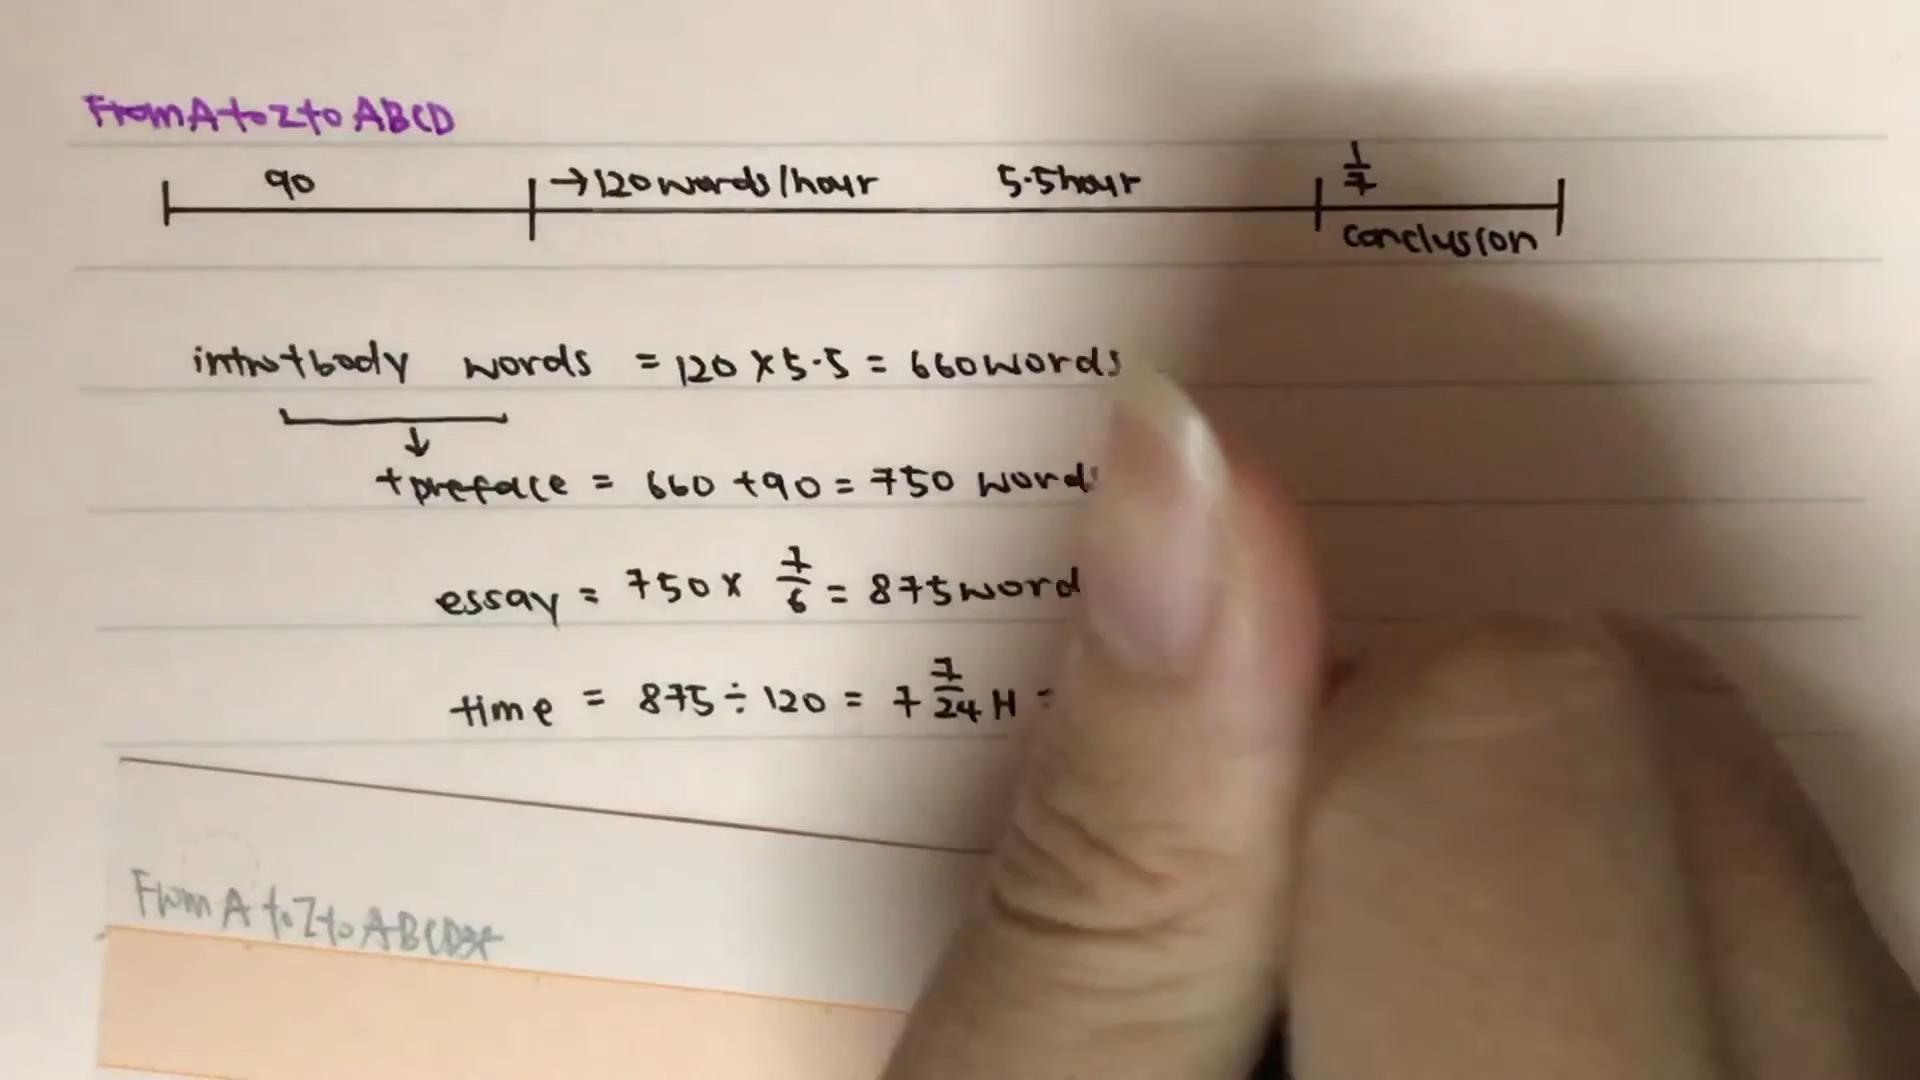 From A to Z to ABCD
90 →120 words/hour 5.5hour 1/7
conclusion
intro+body words = 120 x 5.5 = 660 words
↓
+preface = 660 + 90 = 750 word
essay = 750 x 7/6 = 875 word
time = 875 ÷ 120 = 7 7/24 H =
From A to Z to ABCD